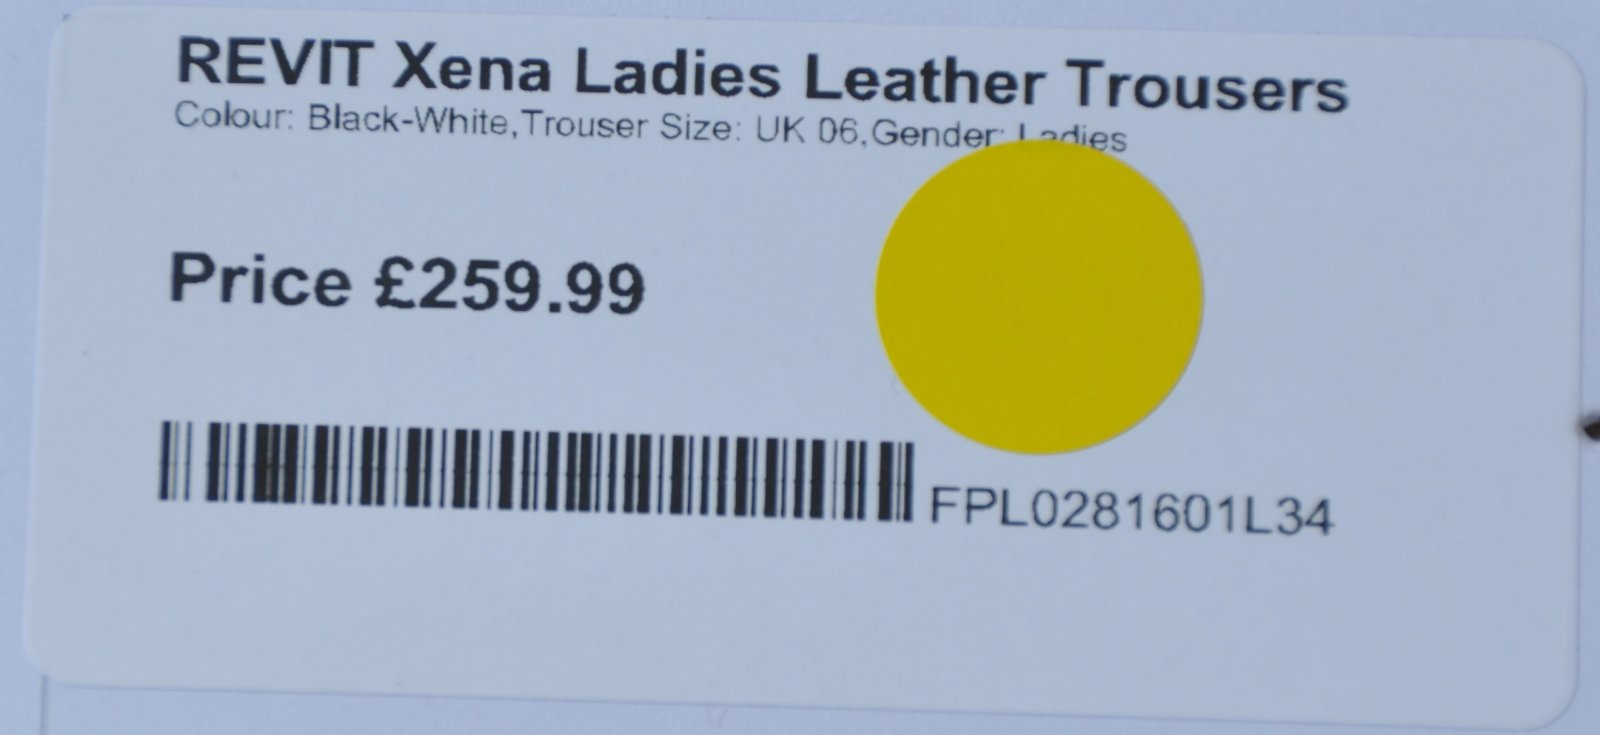 REVIT Xena Ladies Leather Trousers
Colour: Black-White,Trouser Size: UK 06,Gender: Ladies
Price £259.99
FPL0281601L34